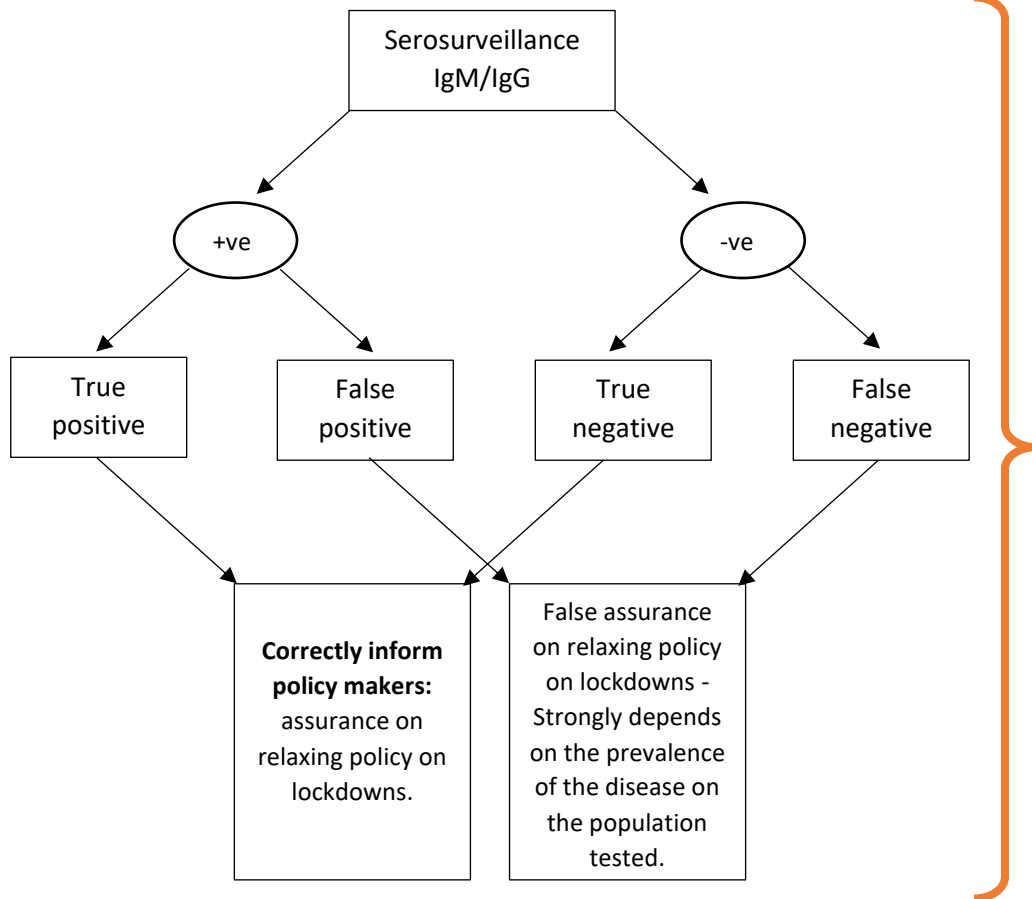 Serosurveillance
IgM/IgG
+ve
-ve
True
positive
False
positive
True
negative
False
negative
Correctly inform
policy makers:
assurance on
relaxing policy on
lockdowns.
False assurance
on relaxing policy
on lockdowns -
Strongly depends
on the prevalence
of the disease on
the population
tested.